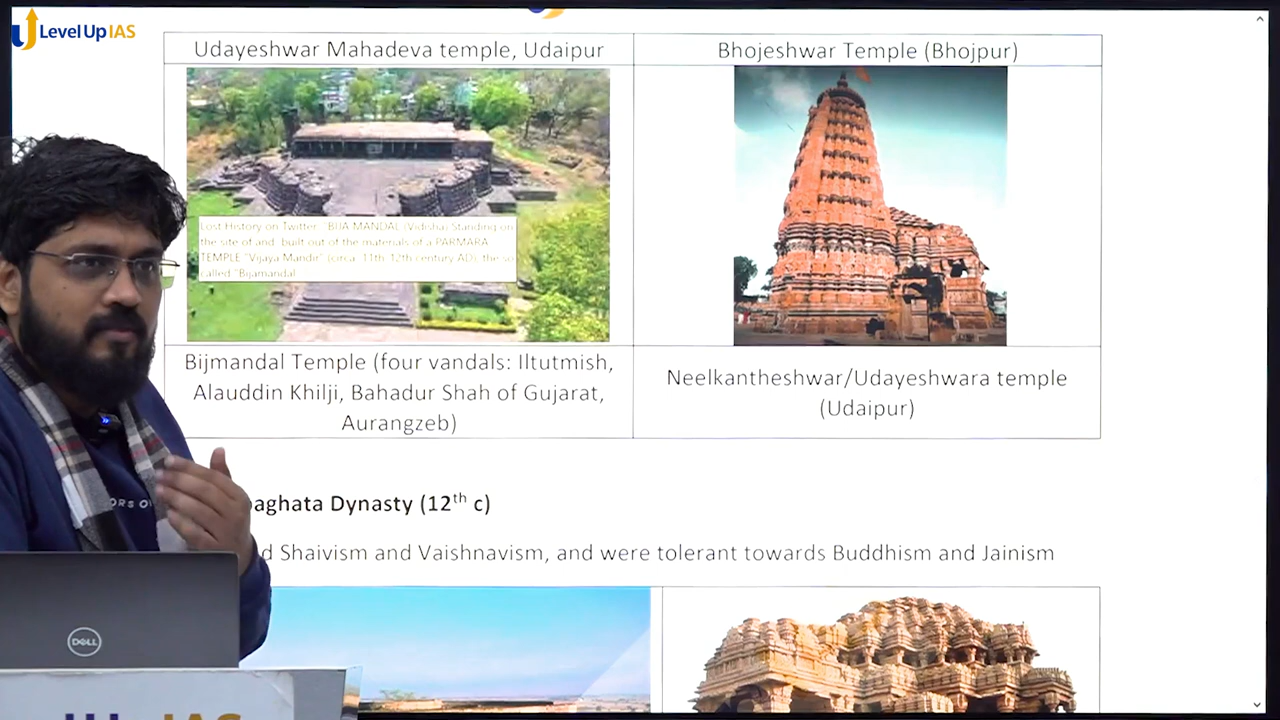 Level Up IAS
Udayeshwar Mahadeva temple, Udaipur
Bhojeshwar Temple (Bhojpur)
Lost History on Twitter: "BIJA MANDAL (Vidisha) Standing on
the site of and built out of the materials of a PARMARA
TEMPLE "Vijaya Mandir" (circa. 11th-12th century AD), the so
called "Bijamandal
Bijmandal Temple (four vandals: Iltutmish,
Alauddin Khilji, Bahadur Shah of Gujarat,
Aurangzeb)
Neelkantheshwar/Udayeshwara temple
(Udaipur)
aghata Dynasty (12th c)
d Shaivism and Vaishnavism, and were tolerant towards Buddhism and Jainism
ORS O
DELL
IAS